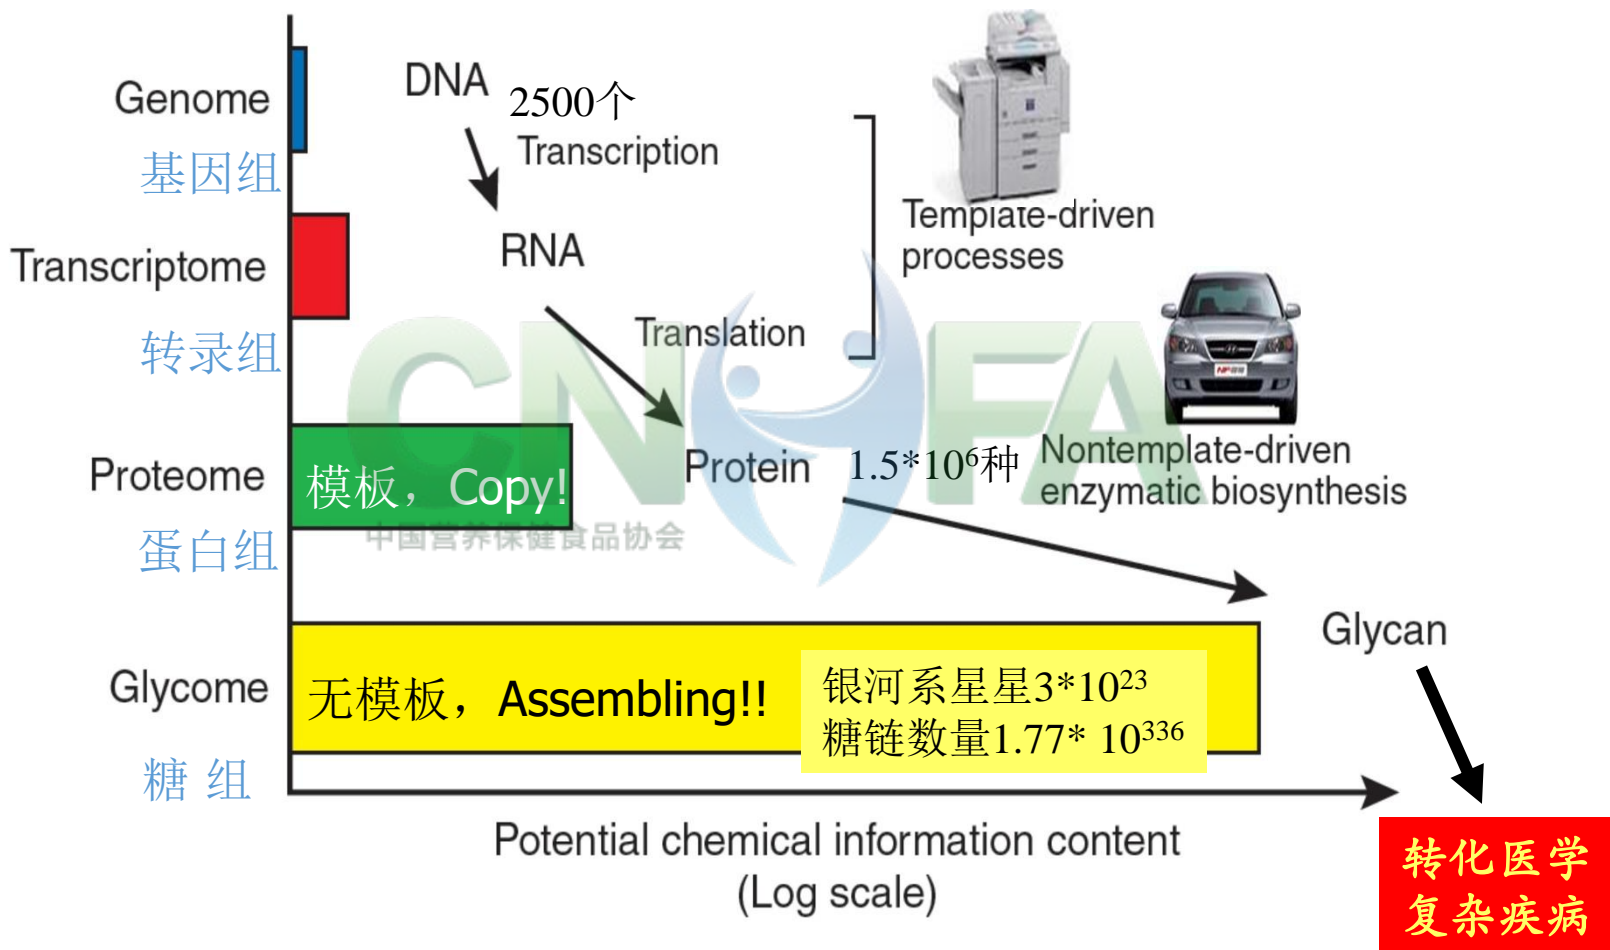 DNA
2500个
Genome
基因组
Transcription
Template-driven
processes
RNA
Transcriptome
转录组
Translation
CNHFA
Protein
1.5*10⁶种
Nontemplate-driven
enzymatic biosynthesis
Proteome
模板，Copy!
蛋白组
中国营养保健食品协会
Glycan
Glycome
无模板，Assembling!!
银河系星星3*10²³
糖链数量1.77* 10³³⁶
糖 组
Potential chemical information content
(Log scale)
转化医学
复杂疾病